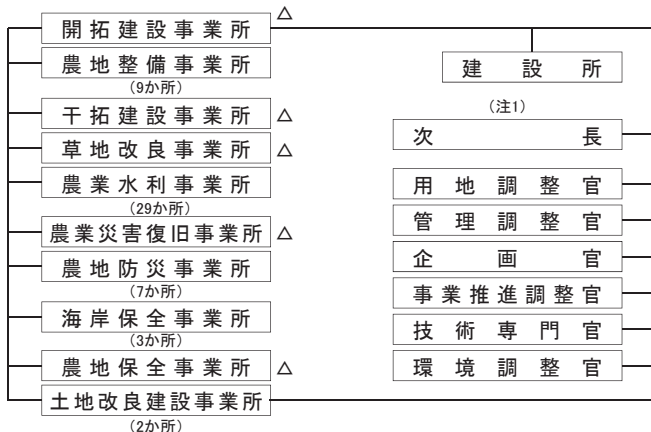 開拓建設事業所 △
農地整備事業所
(9か所)
干拓建設事業所 △
草地改良事業所 △
農業水利事業所
(29か所)
農業災害復旧事業所 △
農地防災事業所
(7か所)
海岸保全事業所
(3か所)
農地保全事業所 △
土地改良建設事業所
(2か所)
建設所
(注1)
次長
用地調整官
管理調整官
企画官
事業推進調整官
技術専門官
環境調整官